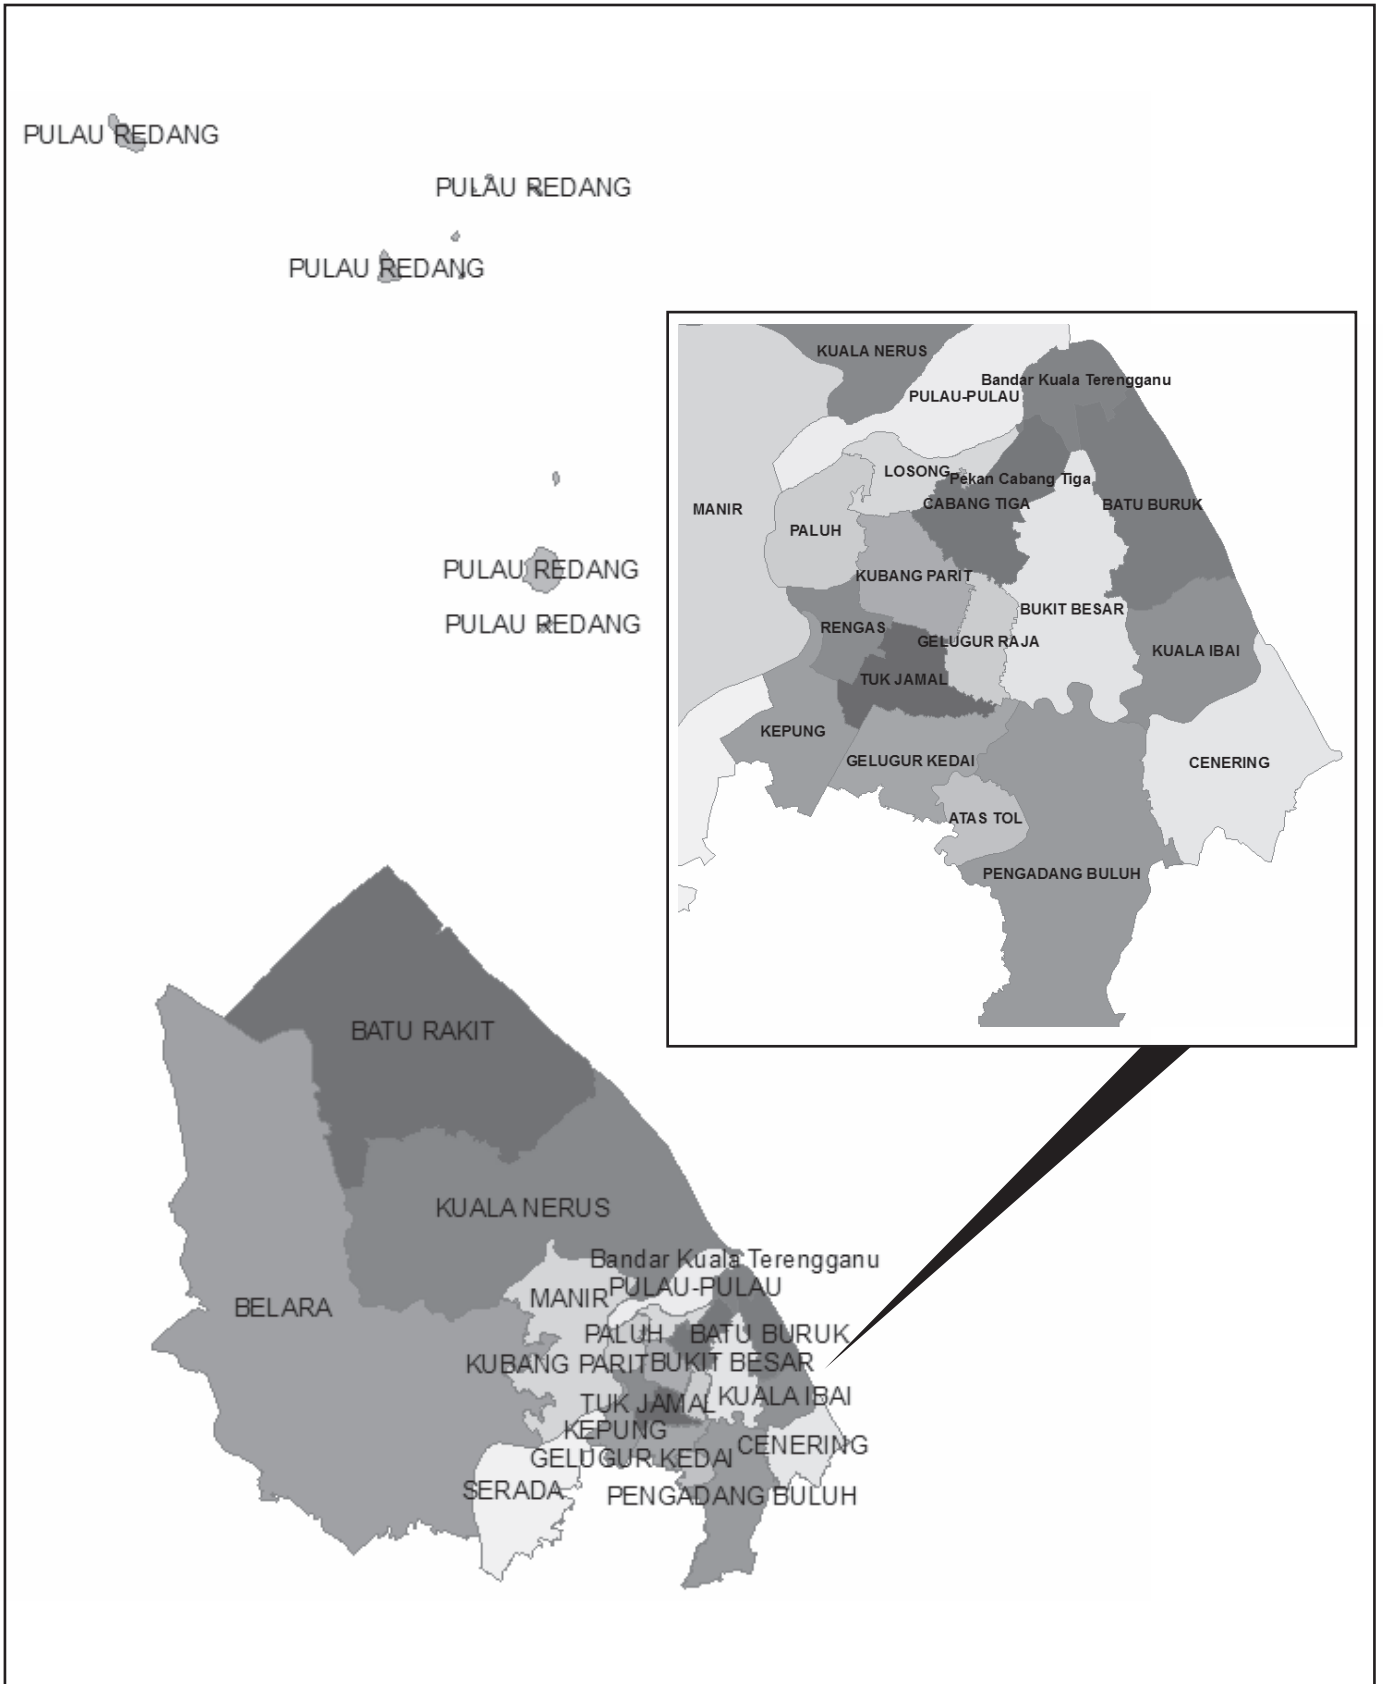 PULAU REDANG
PULAU REDANG
PULAU REDANG
KUALA NERUS
Bandar Kuala Terengganu
PULAU-PULAU
LOSONG
Pekan Cabang Tiga
CABANG TIGA
BATU BURUK
MANIR
PALUH
KUBANG PARIT
BUKIT BESAR
RENGAS
GELUGUR RAJA
KUALA IBAI
TUK JAMAL
KEPUNG
GELUGUR KEDAI
CENERING
ATAS TOL
PENGADANG BULUH
PULAU REDANG
PULAU REDANG
BATU RAKIT
KUALA NERUS
Bandar Kuala Terengganu
PULAU-PULAU
MANIR
BELARA
PALUH
BATU BURUK
KUBANG PARIT
BUKIT BESAR
TUK JAMAL
KUALA IBAI
KEPUNG
CENERING
GELUGUR KEDAI
SERADA
PENGADANG BULUH